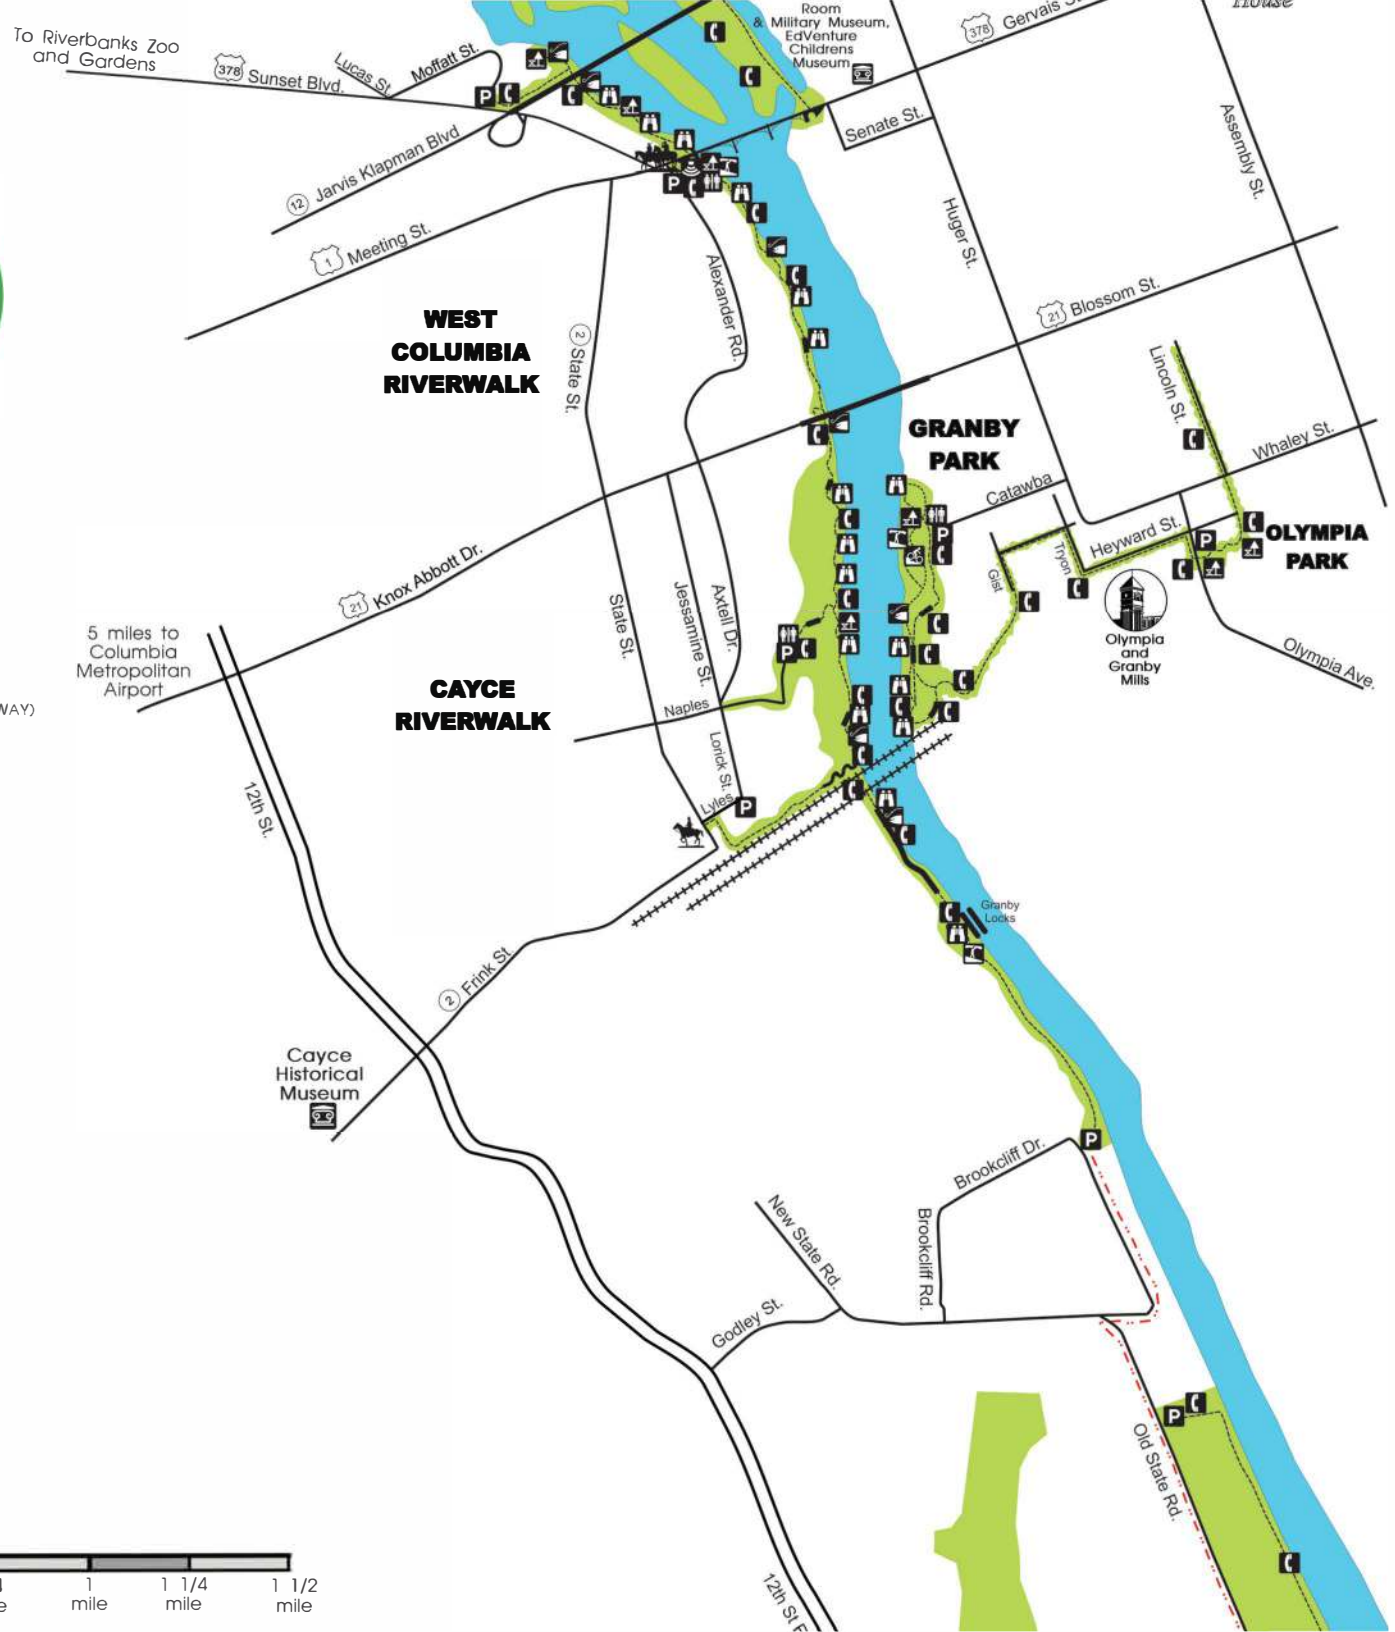 To Riverbanks Zoo
and Gardens
378 Sunset Blvd.
Lucas St.
Moffatt St.
Room
& Military Museum,
EdVenture
Childrens
Museum
378 Gervais S
House
Senate St.
Assembly St.
Huger St.
12 Jarvis Klapman Blvd
1 Meeting St.
Alexander Rd.
2 State St.
WEST
COLUMBIA
RIVERWALK
21 Blossom St.
Lincoln St.
Whaley St.
GRANBY
PARK
Catawba
Heyward St.
Tryon
Gist
OLYMPIA
PARK
Olympia
and
Granby
Mills
Olympia Ave.
21 Knox Abbott Dr.
State St.
Jessamine St.
Axtell Dr.
5 miles to
Columbia
Metropolitan
Airport
WAY)
CAYCE
RIVERWALK
Naples
Lorick St.
Lyles
P
P
P
P
P
P
P
P
12th St.
2 Frink St.
Granby
Locks
Cayce
Historical
Museum
Brookcliff Dr.
Brookcliff Rd.
New State Rd.
Godley St.
Old State Rd.
12th St
1
mile
1 1/4
mile
1 1/2
mile